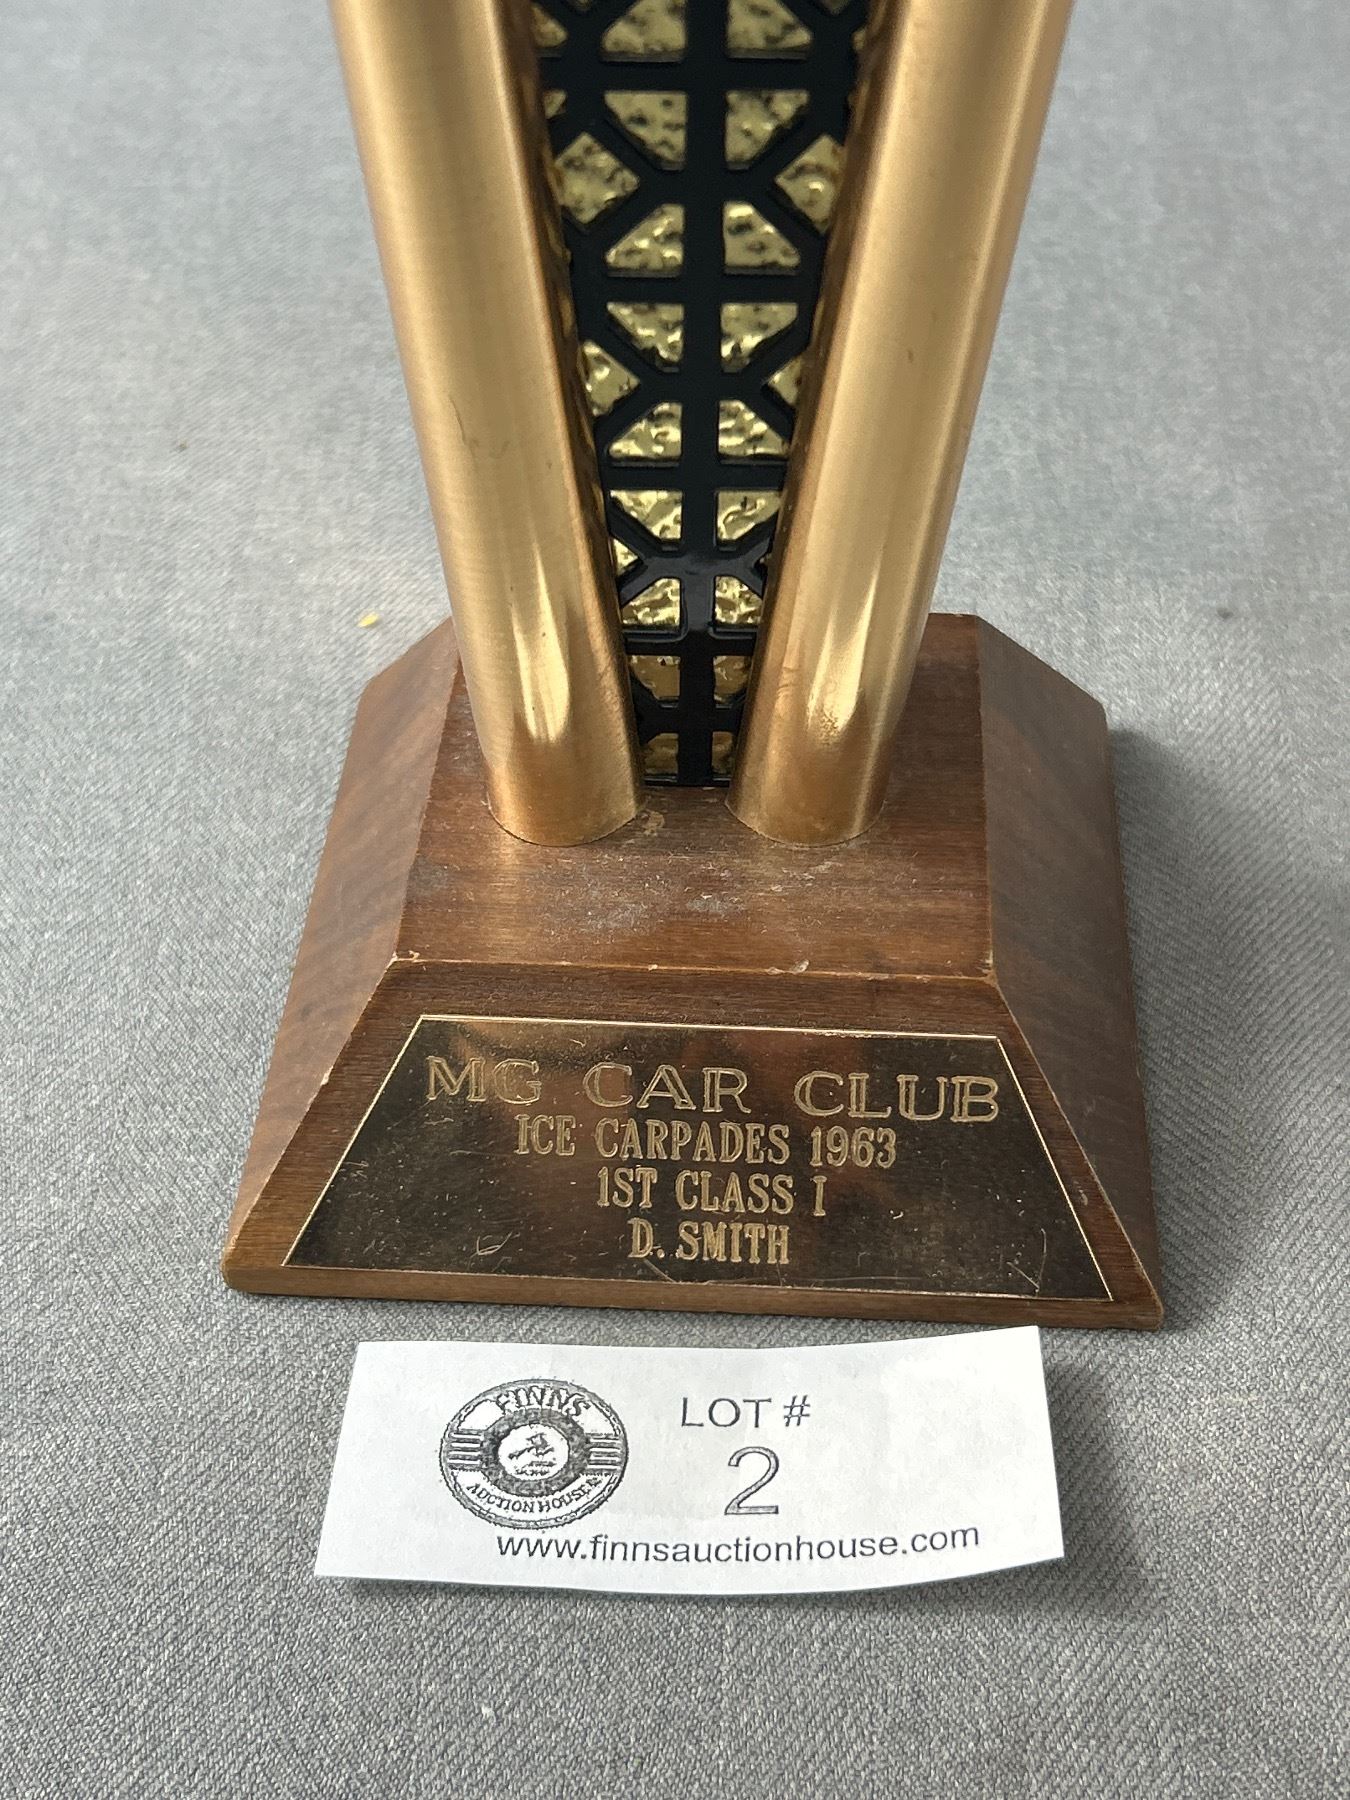 MG CAR CLUB
ICE CARPADES 1963
1ST CLASS I
D. SMITH
FINNS
AUCTION HOUSE
LOT #
2
www.finnsauctionhouse.com